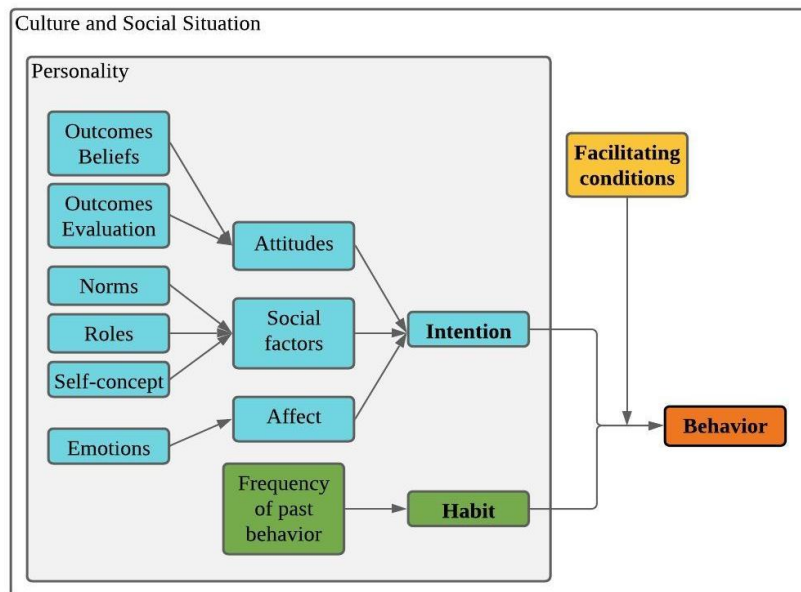 Culture and Social Situation
Personality
Outcomes
Beliefs
Outcomes
Evaluation
Norms
Roles
Self-concept
Emotions
Attitudes
Social
factors
Affect
Frequency
of past
behavior
Intention
Habit
Facilitating
conditions
Behavior